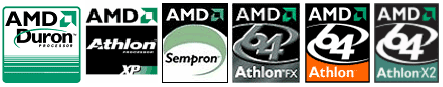 AMD
Duron
PROCESSOR
AMD
Athlon
PROCESSOR
XP
AMD
Sempron
AMD
64
Athlon FX
AMD
64
Athlon
AMD
64
Athlon X2